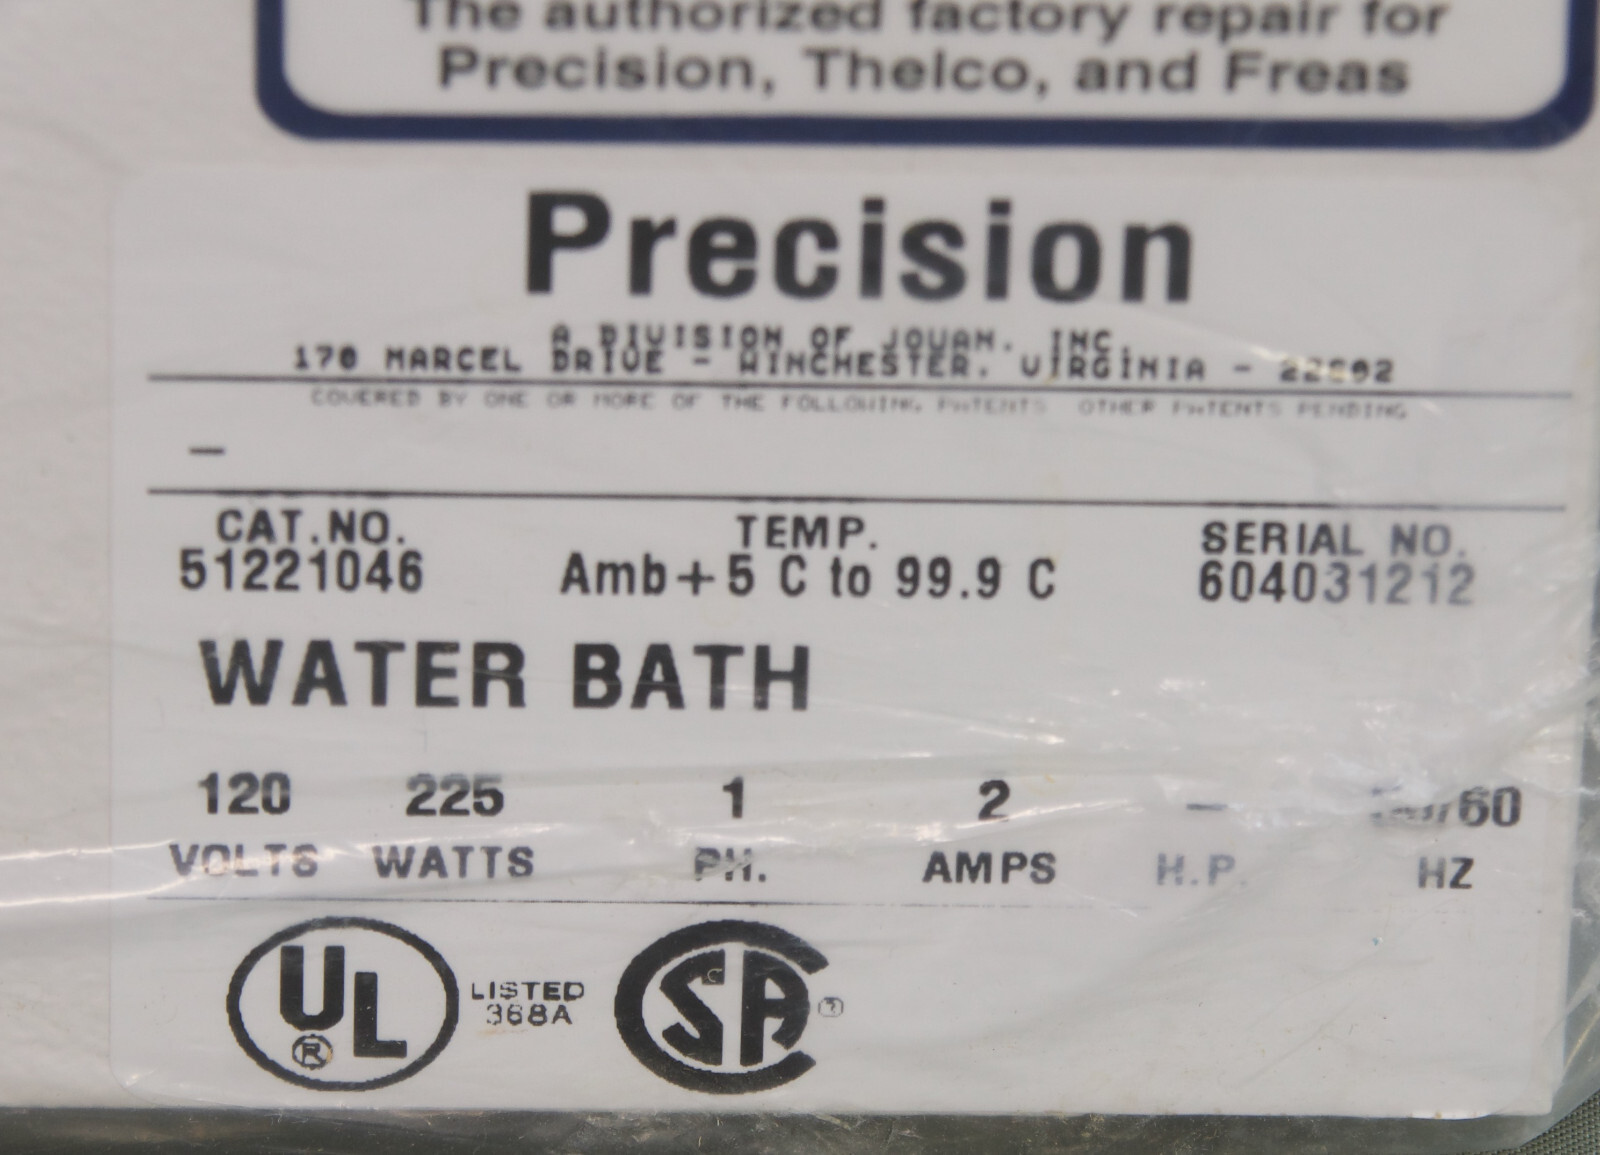 The authorized factory repair for
Precision, Thelco, and Freas
Precision
A DIVISION OF JOUAN. INC.
170 MARCEL DRIVE - WINCHESTER, VIRGINIA - 22602
COVERED BY ONE OR MORE OF THE FOLLOWING PATENTS OTHER PATENTS PENDING
—
CAT.NO. TEMP. SERIAL NO.
51221046 Amb + 5 C to 99.9 C 604031212
WATER BATH
120 225 1 2 — 50/60
VOLTS WATTS PH. AMPS H.P. HZ
UL ® LISTED 368A CSA ®